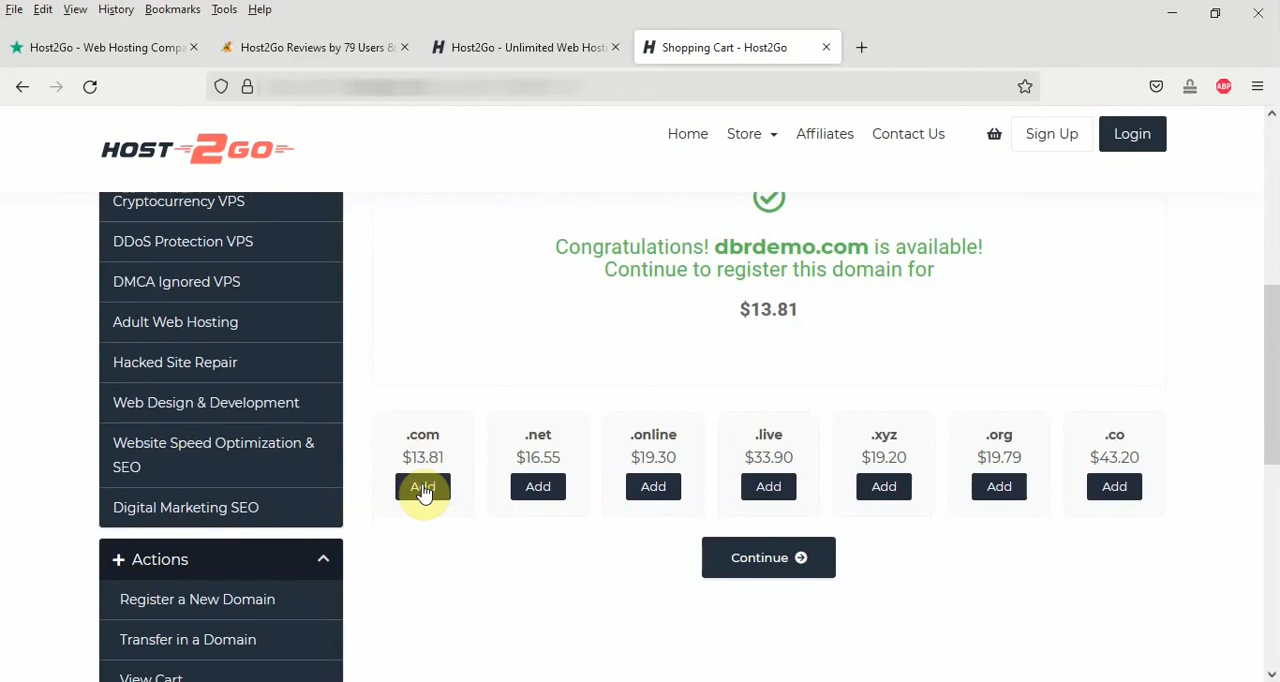 File Edit View History Bookmarks Tools Help
Host2Go - Web Hosting Compa
Host2Go Reviews by 79 Users &
Host2Go - Unlimited Web Hosti
Shopping Cart - Host2Go
ABP
HOST 2GO
Home Store Affiliates Contact Us Sign Up Login
Cryptocurrency VPS
DDoS Protection VPS
DMCA Ignored VPS
Adult Web Hosting
Hacked Site Repair
Web Design & Development
Website Speed Optimization &
SEO
Digital Marketing SEO
Actions
Register a New Domain
Transfer in a Domain
View Cart
Congratulations! dbrdemo.com is available!
Continue to register this domain for
$13.81
.com .net .online .live .xyz .org .co
$13.81 $16.55 $19.30 $33.90 $19.20 $19.79 $43.20
Add Add Add Add Add Add Add
Continue